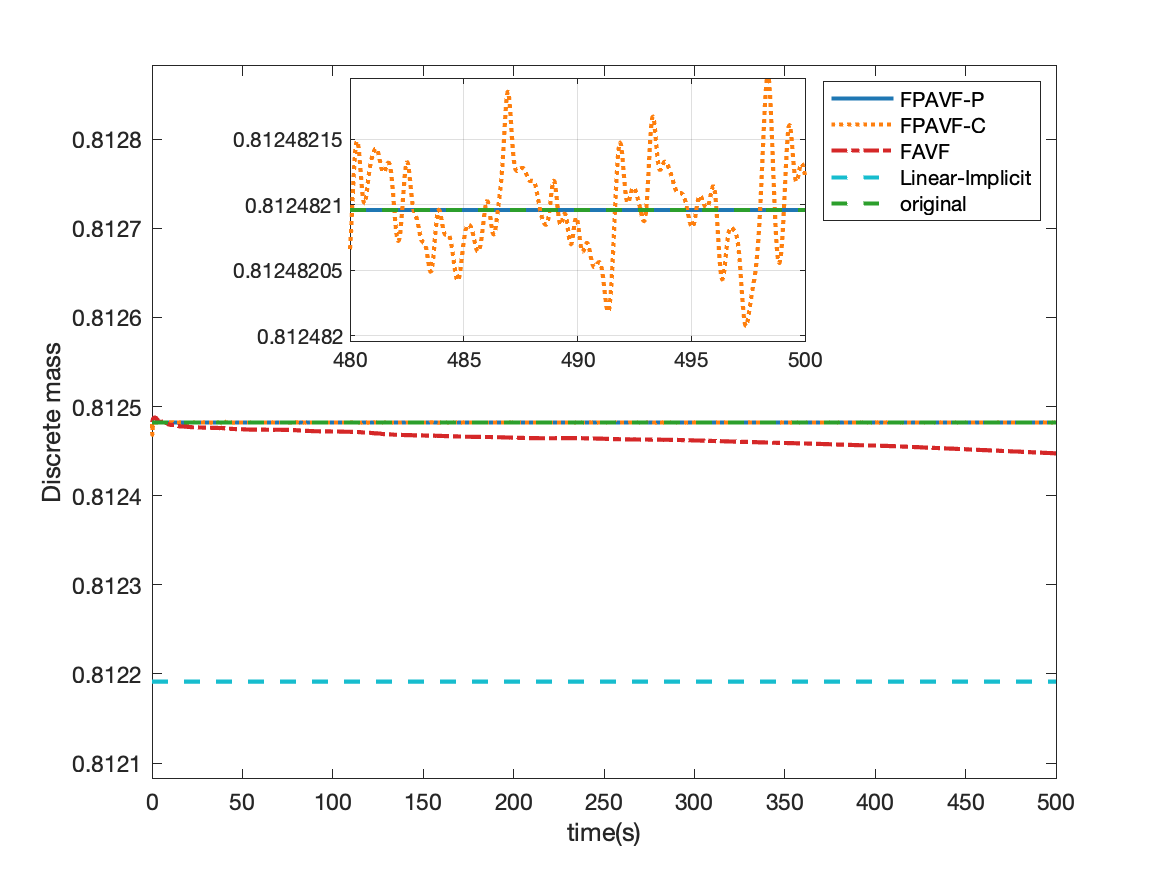 FPAVF-P
FPAVF-C
FAVF
Linear-Implicit
original
0.81248215
0.8124821
0.81248205
0.812482
480 485 490 495 500
0.8128
0.8127
0.8126
0.8125
0.8124
0.8123
0.8122
0.8121
Discrete mass
0 50 100 150 200 250 300 350 400 450 500
time(s)